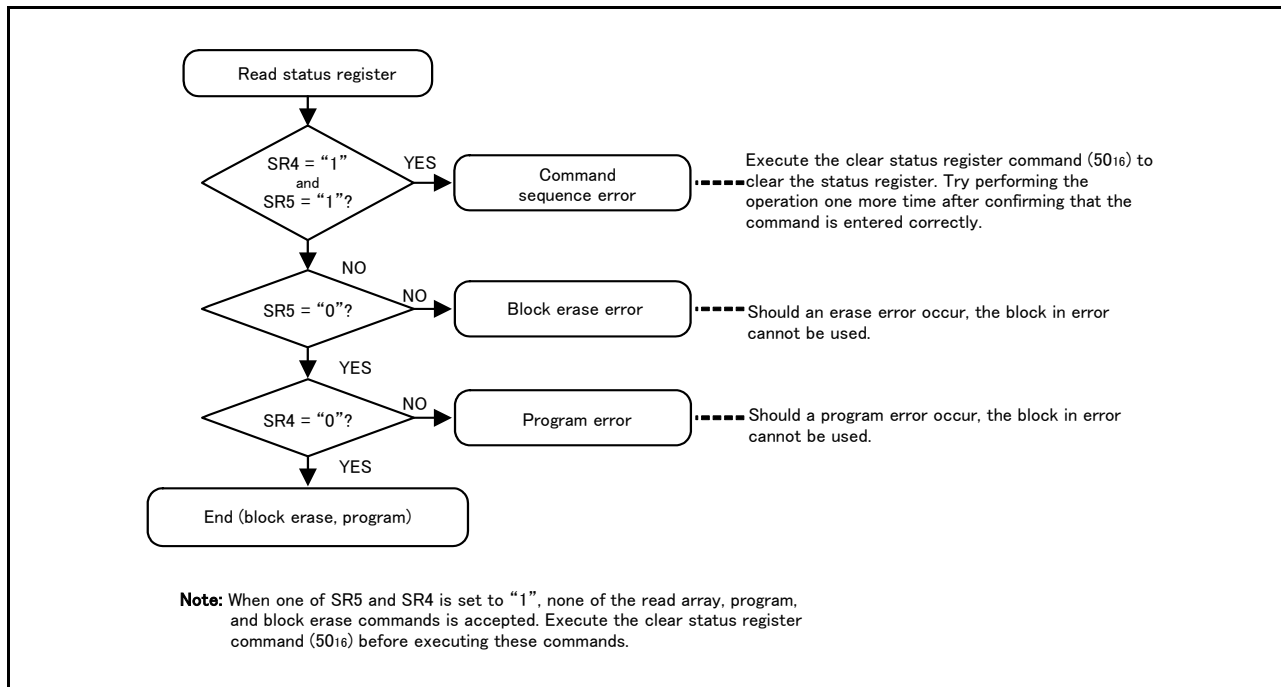 Read status register
SR4 = “1”
and
SR5 = “1”?
YES
Command
sequence error
Execute the clear status register command (5016) to
clear the status register. Try performing the
operation one more time after confirming that the
command is entered correctly.
NO
SR5 = “0”?
NO
Block erase error
Should an erase error occur, the block in error
cannot be used.
YES
SR4 = “0”?
NO
Program error
Should a program error occur, the block in error
cannot be used.
YES
End (block erase, program)
Note: When one of SR5 and SR4 is set to “1”, none of the read array, program,
and block erase commands is accepted. Execute the clear status register
command (5016) before executing these commands.